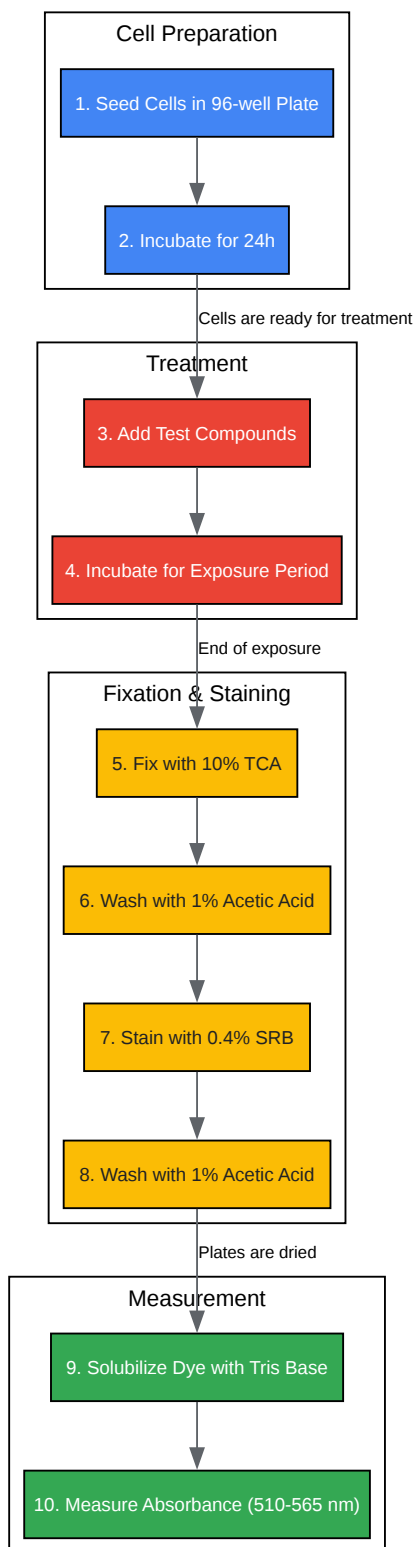 Cell Preparation
1. Seed Cells in 96-well Plate
2. Incubate for 24h
Cells are ready for treatment
Treatment
3. Add Test Compounds
4. Incubate for Exposure Period
End of exposure
Fixation & Staining
5. Fix with 10% TCA
6. Wash with 1% Acetic Acid
7. Stain with 0.4% SRB
8. Wash with 1% Acetic Acid
Plates are dried
Measurement
9. Solubilize Dye with Tris Base
10. Measure Absorbance (510-565 nm)